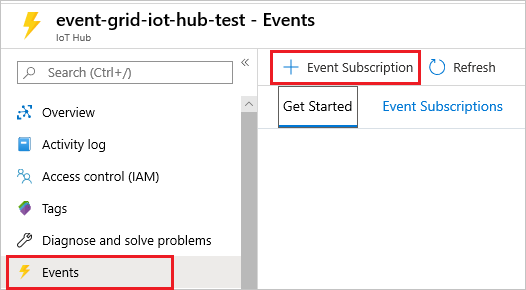 event-grid-iot-hub-test - Events
IoT Hub
Search (Ctrl+/)
Overview
Activity log
Access control (IAM)
Tags
Diagnose and solve problems
Events
Event Subscription
Refresh
Get Started
Event Subscriptions